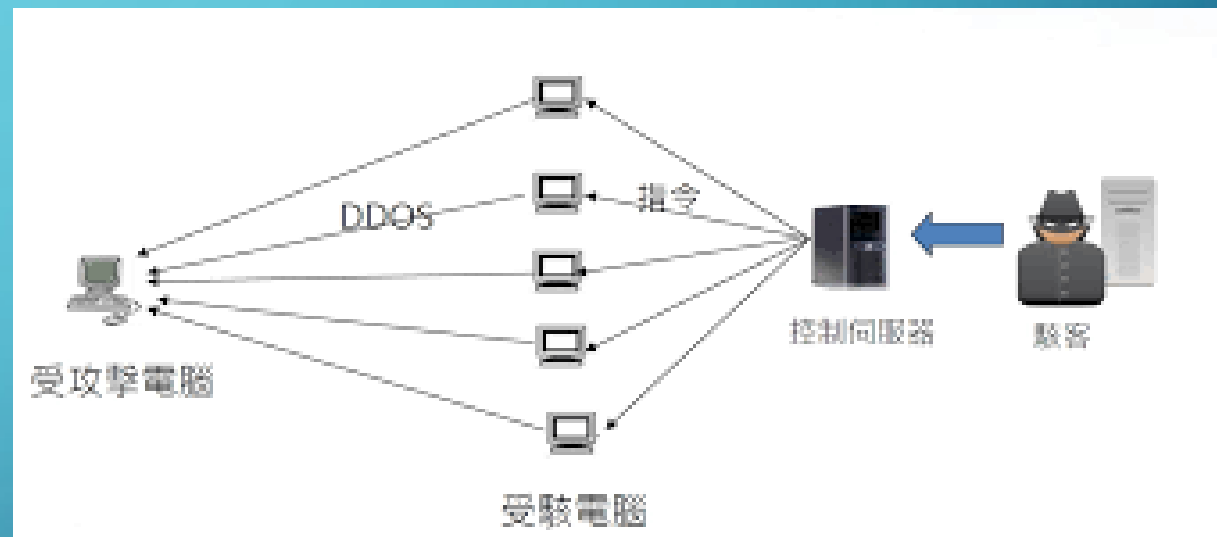 DDOS
指令
控制伺服器
駭客
受攻擊電腦
受駭電腦